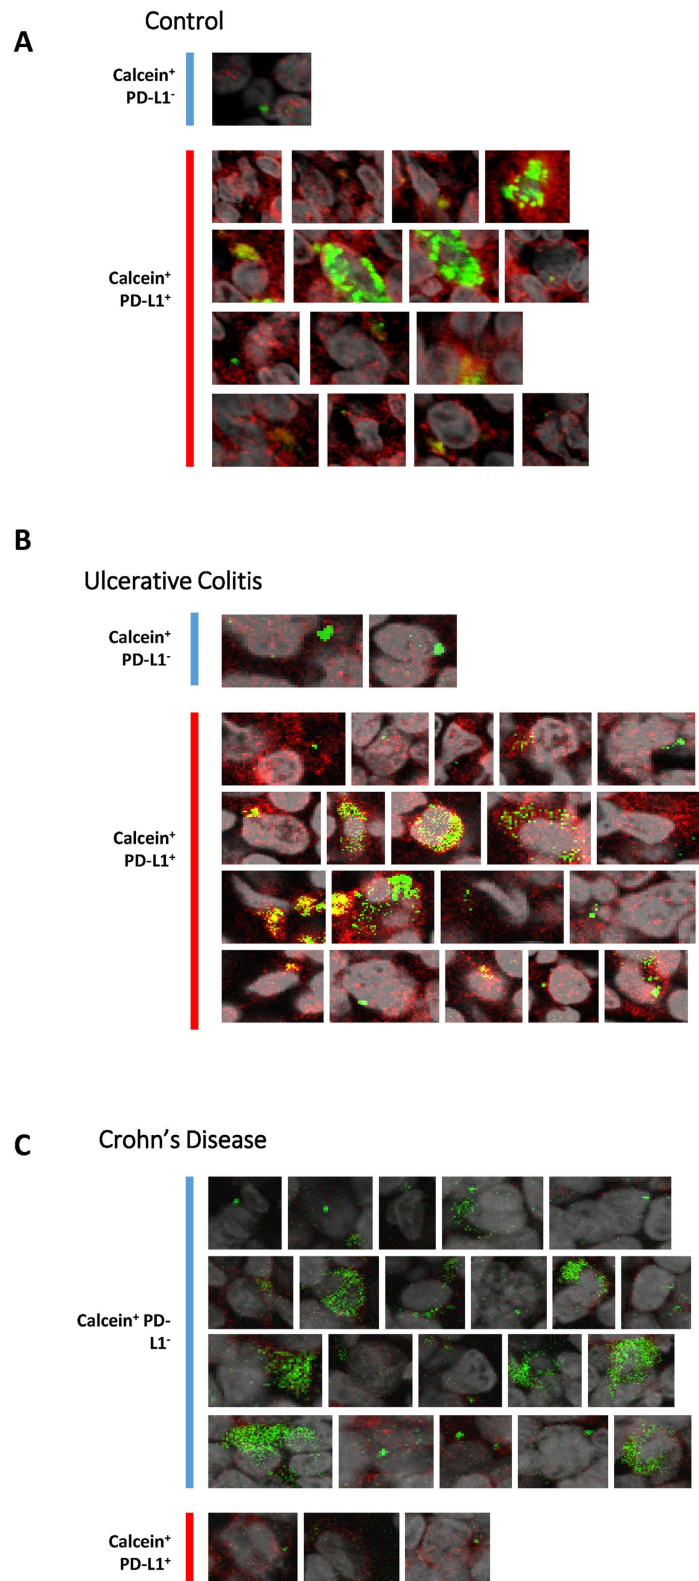 Control
A
Calcein⁺
PD-L1⁻
Calcein⁺
PD-L1⁺
B
Ulcerative Colitis
Calcein⁺
PD-L1⁻
Calcein⁺
PD-L1⁺
C
Crohn’s Disease
Calcein⁺ PD-
L1⁻
Calcein⁺
PD-L1⁺